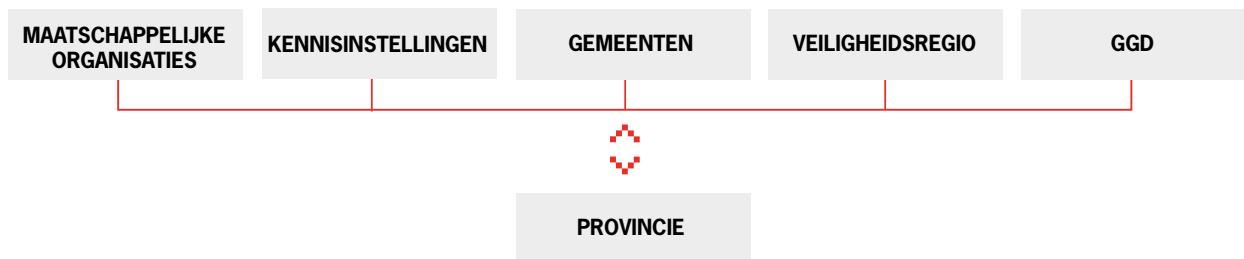 MAATSCHAPPELIJKE
ORGANISATIES
KENNISINSTELLINGEN
GEMEENTEN
VEILIGHEIDSREGIO
GGD
PROVINCIE